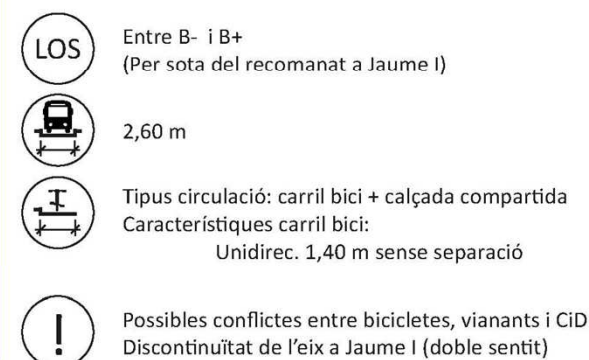 LOS
Entre B- i B+
(Per sota del recomanat a Jaume I)
2,60 m
Tipus circulació: carril bici + calçada compartida
Característiques carril bici:
Unidirec. 1,40 m sense separació
!
Possibles conflictes entre bicicletes, vianants i CiD
Discontinuïtat de l'eix a Jaume I (doble sentit)